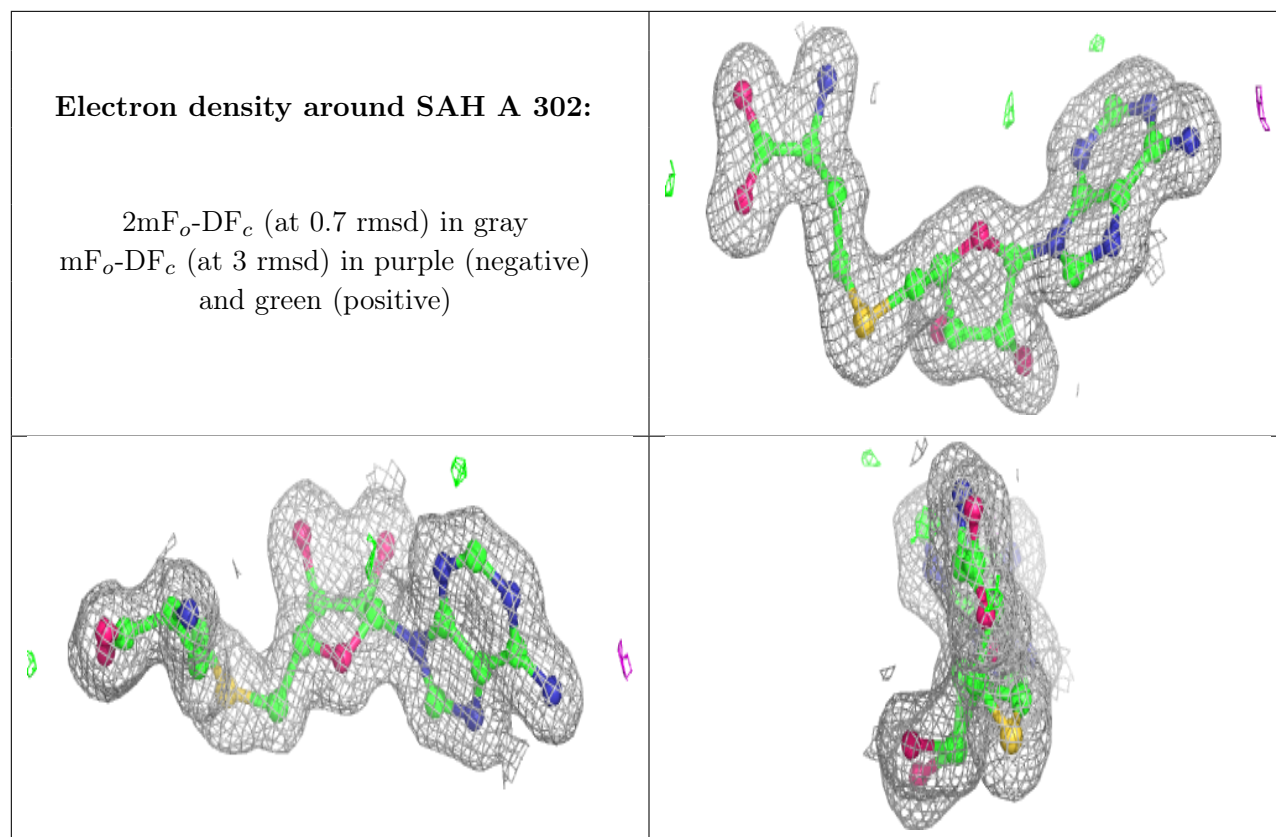 Electron density around SAH A 302:
2mFo-DFc (at 0.7 rmsd) in gray
mFo-DFc (at 3 rmsd) in purple (negative)
and green (positive)